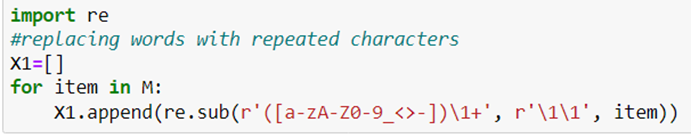 import re
#replacing words with repeated characters
X1=[]
for item in M:
    X1.append(re.sub(r'([a-zA-Z0-9_<>-])\1+', r'\1\1', item))